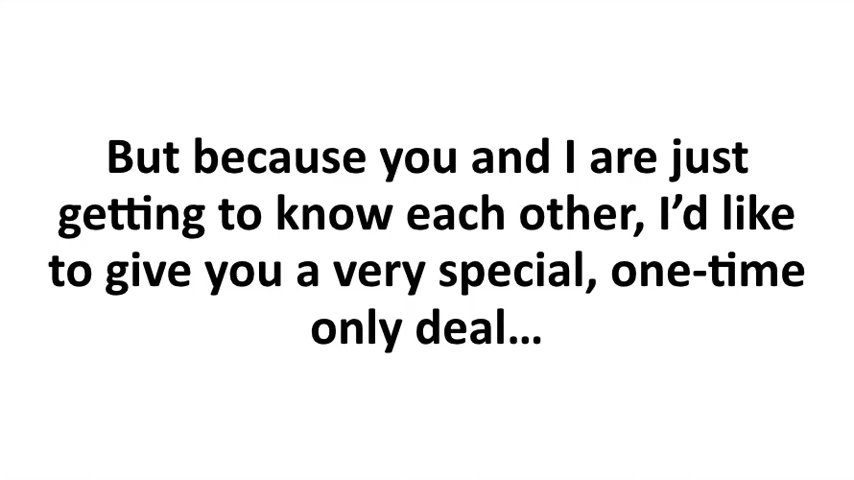 But because you and I are just
getting to know each other, I’d like
to give you a very special, one-time
only deal…